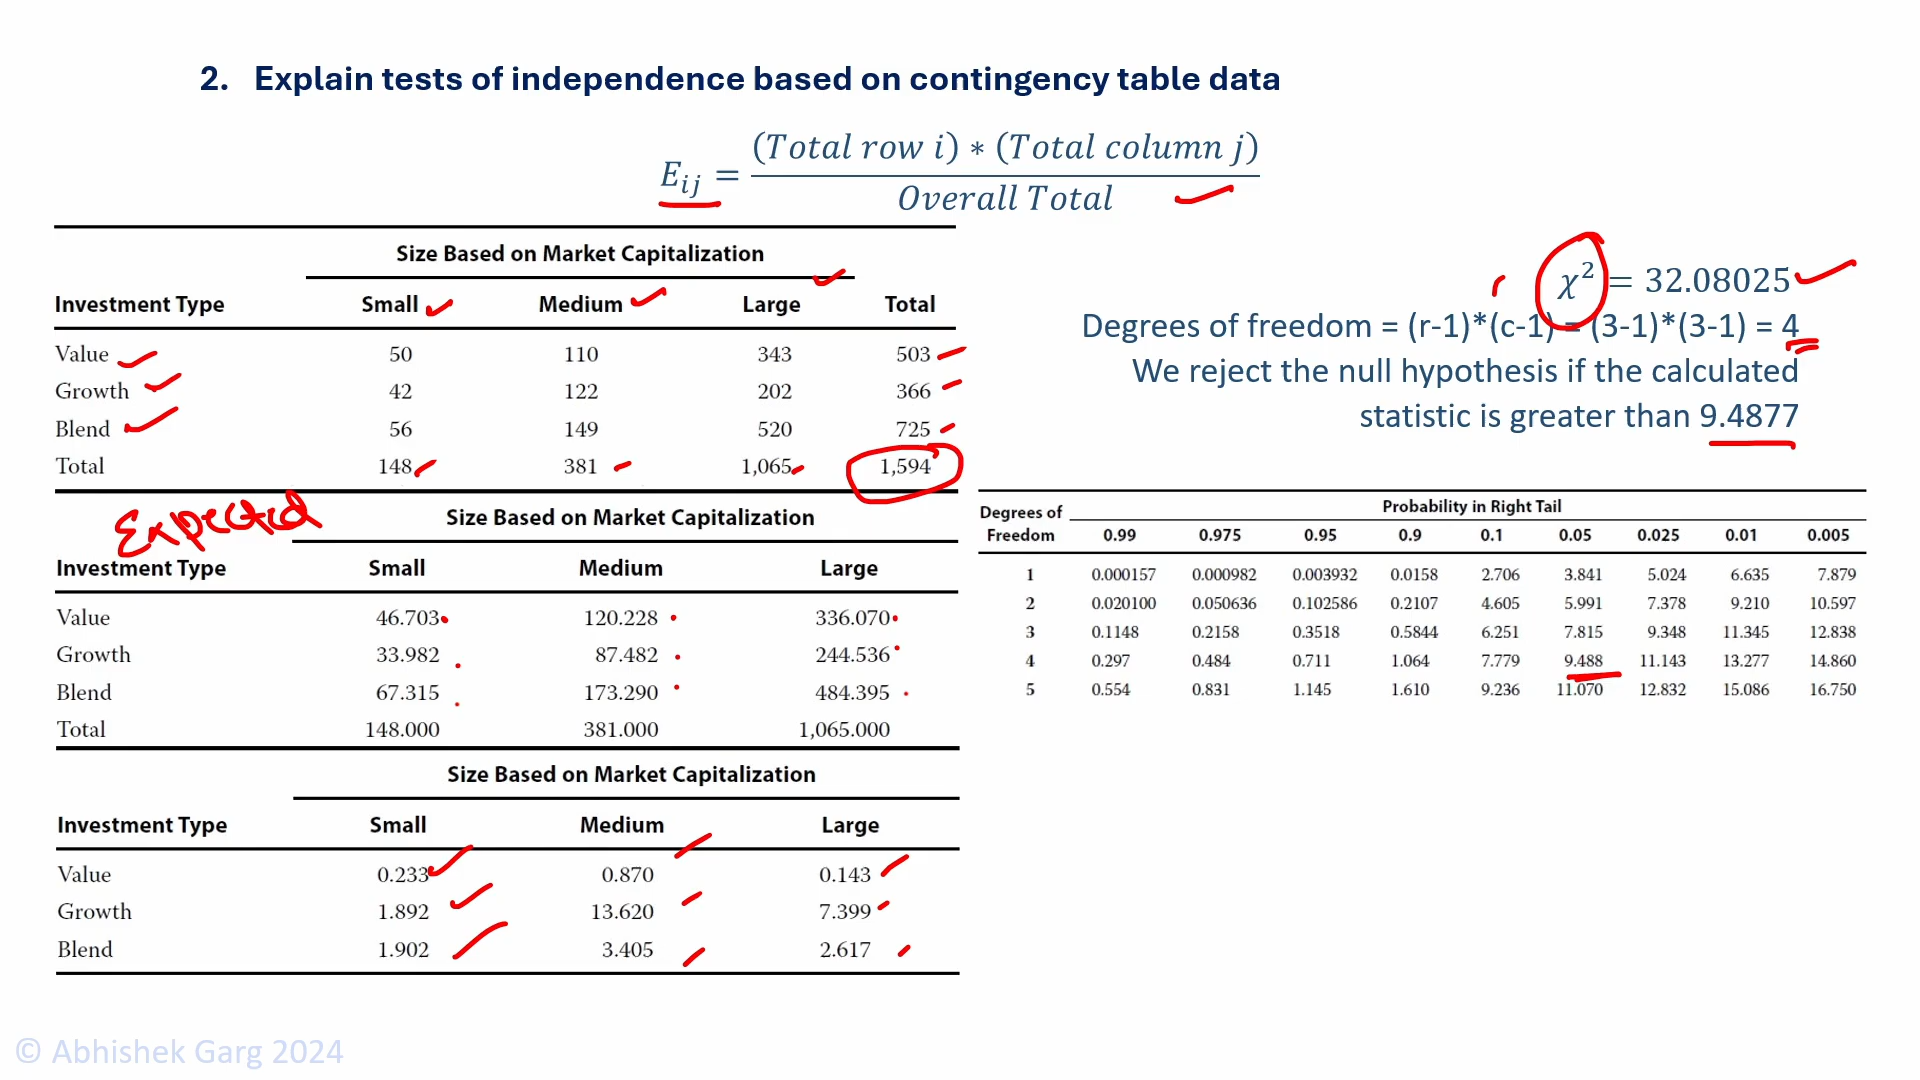 2. Explain tests of independence based on contingency table data
E_ij = (Total row i) ∗ (Total column j) / Overall Total
Size Based on Market Capitalization
Investment Type Small Medium Large Total
Value 50 110 343 503
Growth 42 122 202 366
Blend 56 149 520 725
Total 148 381 1,065 1,594
χ² = 32.08025
Degrees of freedom = (r-1)*(c-1) = (3-1)*(3-1) = 4
We reject the null hypothesis if the calculated
statistic is greater than 9.4877
Expected
Size Based on Market Capitalization
Investment Type Small Medium Large
Value 46.703 120.228 336.070
Growth 33.982 87.482 244.536
Blend 67.315 173.290 484.395
Total 148.000 381.000 1,065.000
Degrees of Freedom
Probability in Right Tail
0.99 0.975 0.95 0.9 0.1 0.05 0.025 0.01 0.005
1 0.000157 0.000982 0.003932 0.0158 2.706 3.841 5.024 6.635 7.879
2 0.020100 0.050636 0.102586 0.2107 4.605 5.991 7.378 9.210 10.597
3 0.1148 0.2158 0.3518 0.5844 6.251 7.815 9.348 11.345 12.838
4 0.297 0.484 0.711 1.064 7.779 9.488 11.143 13.277 14.860
5 0.554 0.831 1.145 1.610 9.236 11.070 12.832 15.086 16.750
Size Based on Market Capitalization
Investment Type Small Medium Large
Value 0.233 0.870 0.143
Growth 1.892 13.620 7.399
Blend 1.902 3.405 2.617
© Abhishek Garg 2024